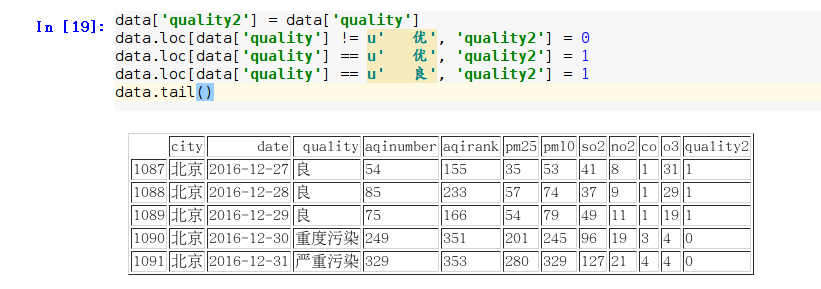 In [19]:
data['quality2'] = data['quality']
data.loc[data['quality'] != u'   优', 'quality2'] = 0
data.loc[data['quality'] == u'   优', 'quality2'] = 1
data.loc[data['quality'] == u'   良', 'quality2'] = 1
data.tail()
city date quality aqinumber aqirank pm25 pm10 so2 no2 co o3 quality2
1087 北京 2016-12-27 良 54 155 35 53 41 8 1 31 1
1088 北京 2016-12-28 良 85 233 57 74 37 9 1 29 1
1089 北京 2016-12-29 良 75 166 54 79 49 11 1 19 1
1090 北京 2016-12-30 重度污染 249 351 201 245 96 19 3 4 0
1091 北京 2016-12-31 严重污染 329 353 280 329 127 21 4 4 0